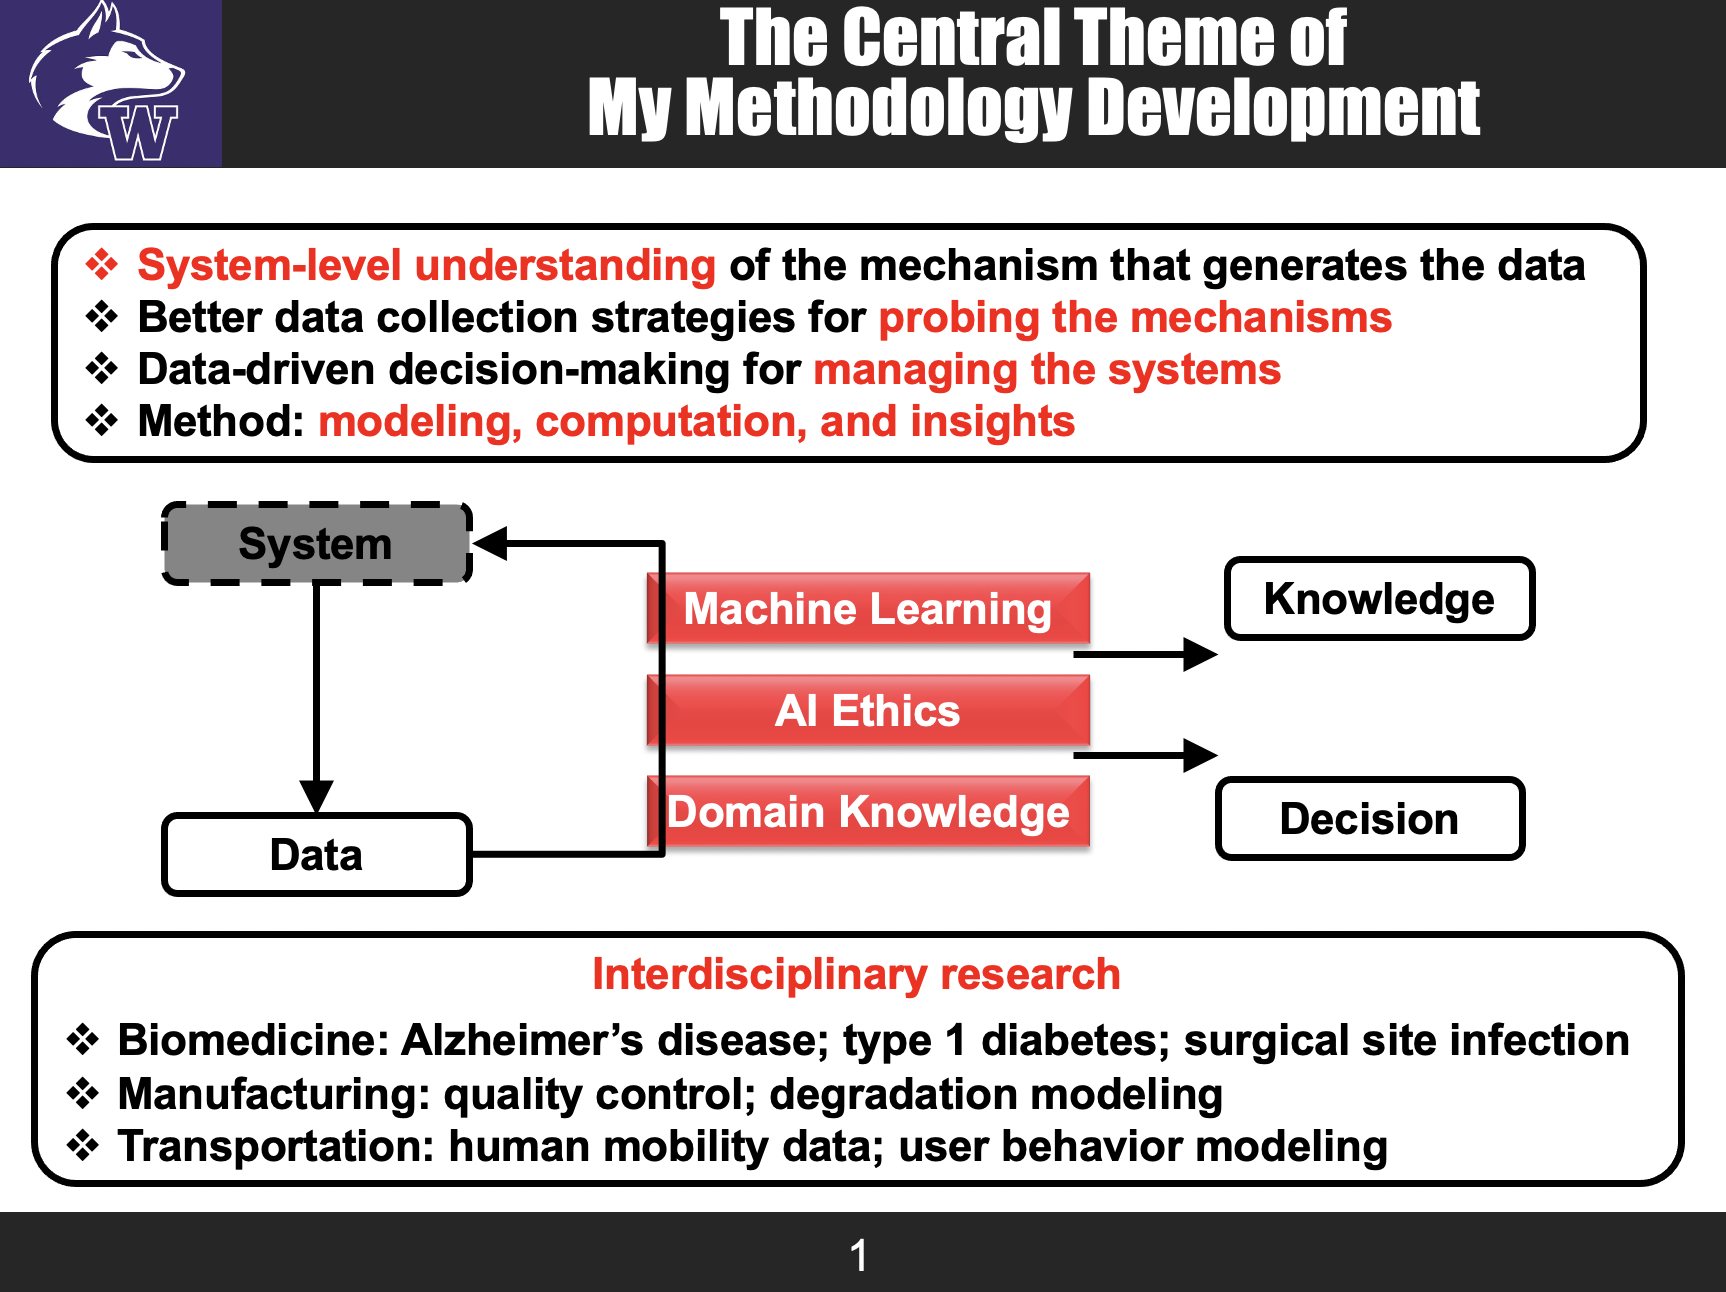 The Central Theme of
My Methodology Development
W
❖ System-level understanding of the mechanism that generates the data
❖ Better data collection strategies for probing the mechanisms
❖ Data-driven decision-making for managing the systems
❖ Method: modeling, computation, and insights
System
Machine Learning
Knowledge
AI Ethics
Domain Knowledge
Decision
Data
Interdisciplinary research
❖ Biomedicine: Alzheimer’s disease; type 1 diabetes; surgical site infection
❖ Manufacturing: quality control; degradation modeling
❖ Transportation: human mobility data; user behavior modeling
1